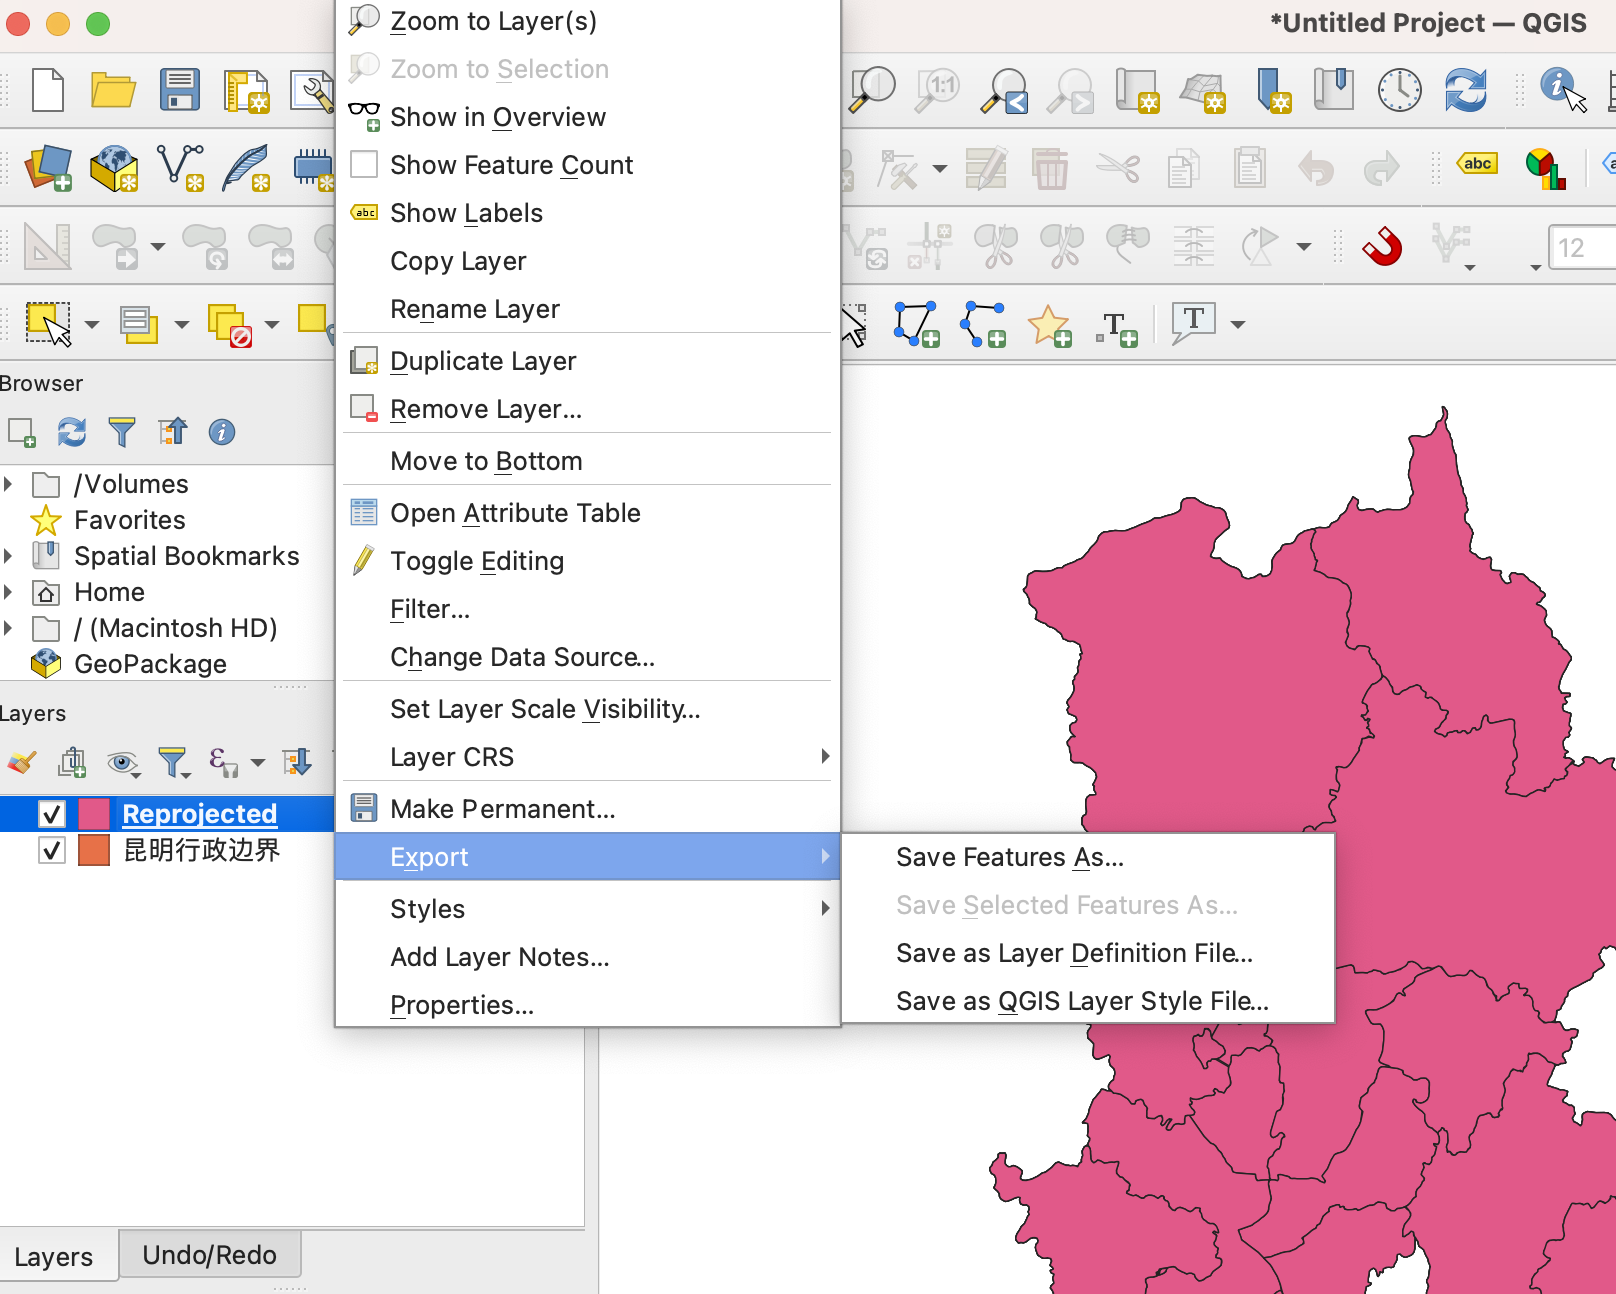 *Untitled Project — QGIS
Zoom to Layer(s)
Zoom to Selection
Show in Overview
Show Feature Count
Show Labels
Copy Layer
Rename Layer
Duplicate Layer
Remove Layer...
Move to Bottom
Open Attribute Table
Toggle Editing
Filter...
Change Data Source...
Set Layer Scale Visibility...
Layer CRS
Make Permanent...
Export
Styles
Add Layer Notes...
Properties...
Save Features As...
Save Selected Features As...
Save as Layer Definition File...
Save as QGIS Layer Style File...
1:1
abc
abc
12
T
T
Browser
/Volumes
Favorites
Spatial Bookmarks
Home
/ (Macintosh HD)
GeoPackage
Layers
Reprojected
昆明行政边界
Layers
Undo/Redo